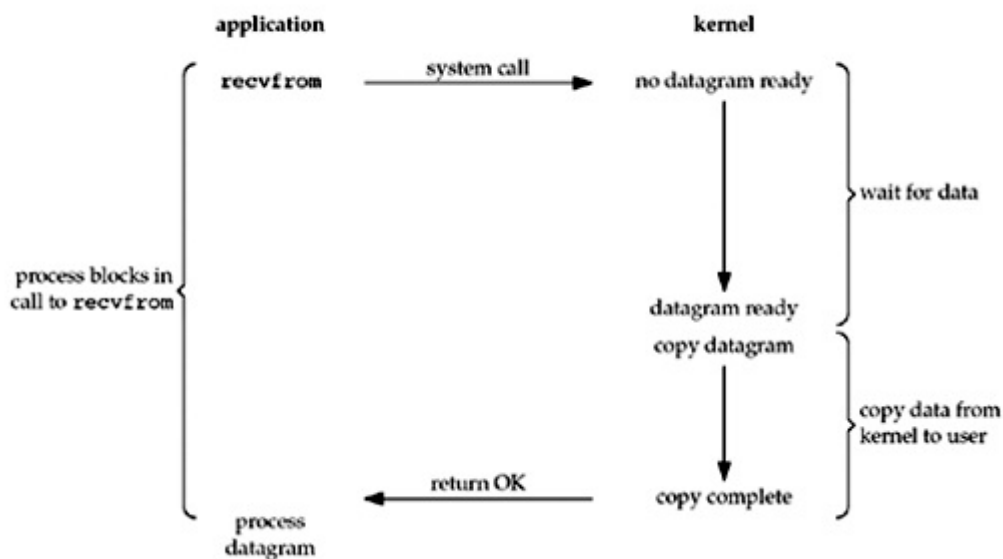 application
kernel
recvfrom
system call
no datagram ready
wait for data
process blocks in
call to recvfrom
datagram ready
copy datagram
copy data from
kernel to user
return OK
copy complete
process
datagram